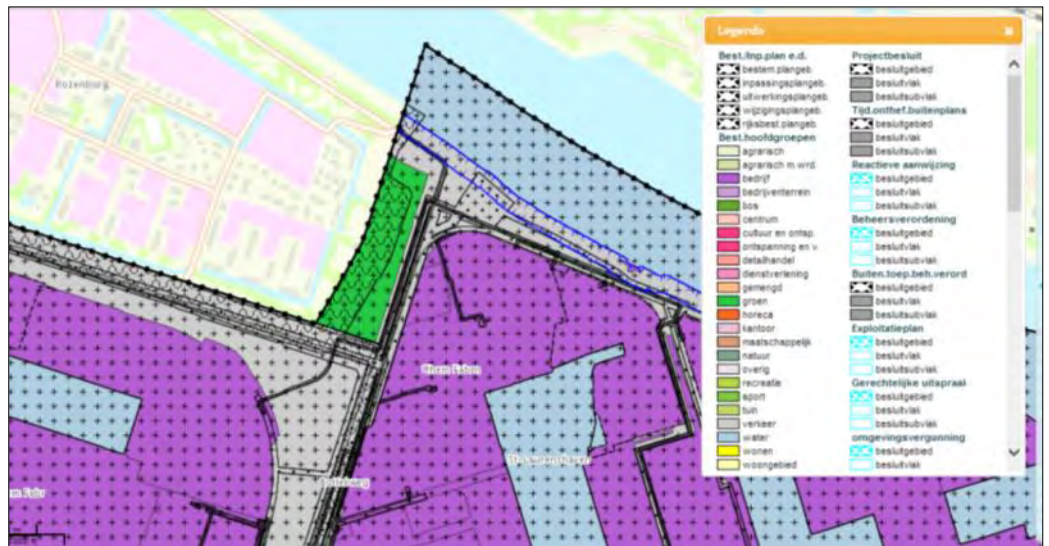 Legenda
Best./Inp.plan e.d.
bestem.plangeb.
inpassingsplangeb.
uitwerkingsplangeb.
wijzigingsplangeb.
rijksbest.plangeb.
Best.hoofdgroepen
agrarisch
agrarisch m.wrd.
bedrijf
bedrijventerrein
bos
centrum
cultuur en ontsp.
ontspanning en v.
detailhandel
dienstverlening
gemengd
groen
horeca
kantoor
maatschappelijk
natuur
overig
recreatie
sport
tuin
verkeer
water
wonen
woongebied
Projectbesluit
besluitgebied
besluitvlak
besluitsubvlak
Tijd.onthef.buitenplans
besluitgebied
besluitvlak
besluitsubvlak
Reactieve aanwijzing
besluitgebied
besluitvlak
besluitsubvlak
Beheersverordening
besluitgebied
besluitvlak
besluitsubvlak
Buiten.toep.beh.verord
besluitgebied
besluitvlak
besluitsubvlak
Exploitatieplan
besluitgebied
besluitvlak
besluitsubvlak
Gerechtelijke uitspraak
besluitgebied
besluitvlak
besluitsubvlak
omgevingsvergunning
besluitgebied
besluitvlak
Rozenburg
Chem Fabr